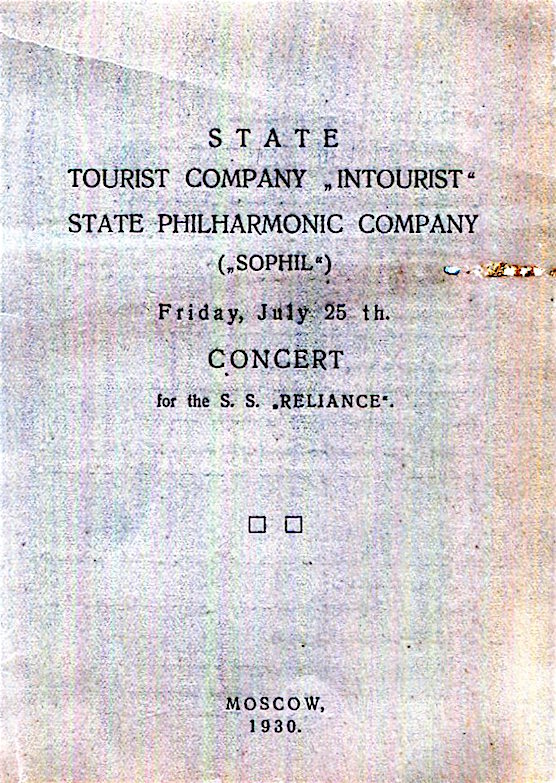 STATE
TOURIST COMPANY „INTOURIST“
STATE PHILHARMONIC COMPANY
(„SOPHIL“)
Friday, July 25 th.
CONCERT
for the S. S. „RELIANCE“.
MOSCOW,
1930.